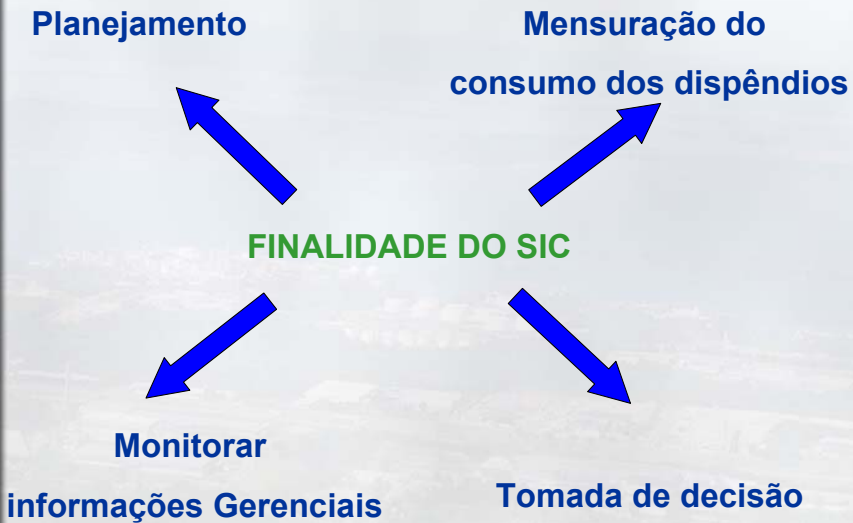 Planejamento
Mensuração do
consumo dos dispêndios
FINALIDADE DO SIC
Monitorar
informações Gerenciais
Tomada de decisão